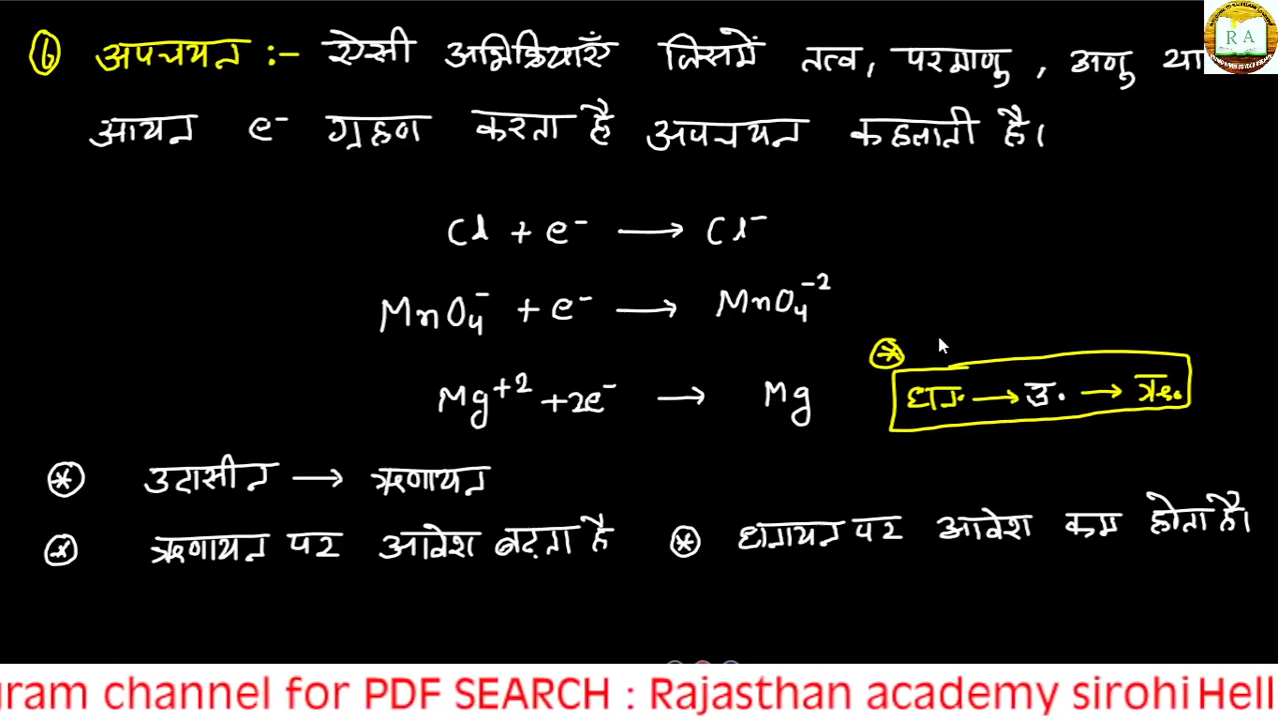 ⑥ अपचयन :- ऐसी अभिक्रियाएँ जिसमें तत्व, परमाणु, अणु या
RA
आयन e⁻ ग्रहण करता है अपचयन कहलाती है।
Cl + e⁻ ⟶ Cl⁻
MnO₄⁻ + e⁻ ⟶ MnO₄⁻²
Mg⁺² + 2e⁻ → Mg
* धना. → उ. → ऋण.
* उदासीन → ऋणायन
* ऋणायन पर आवेश बढ़ता है * धनायन पर आवेश कम होता है।
gram channel for PDF SEARCH : Rajasthan academy sirohi Hell